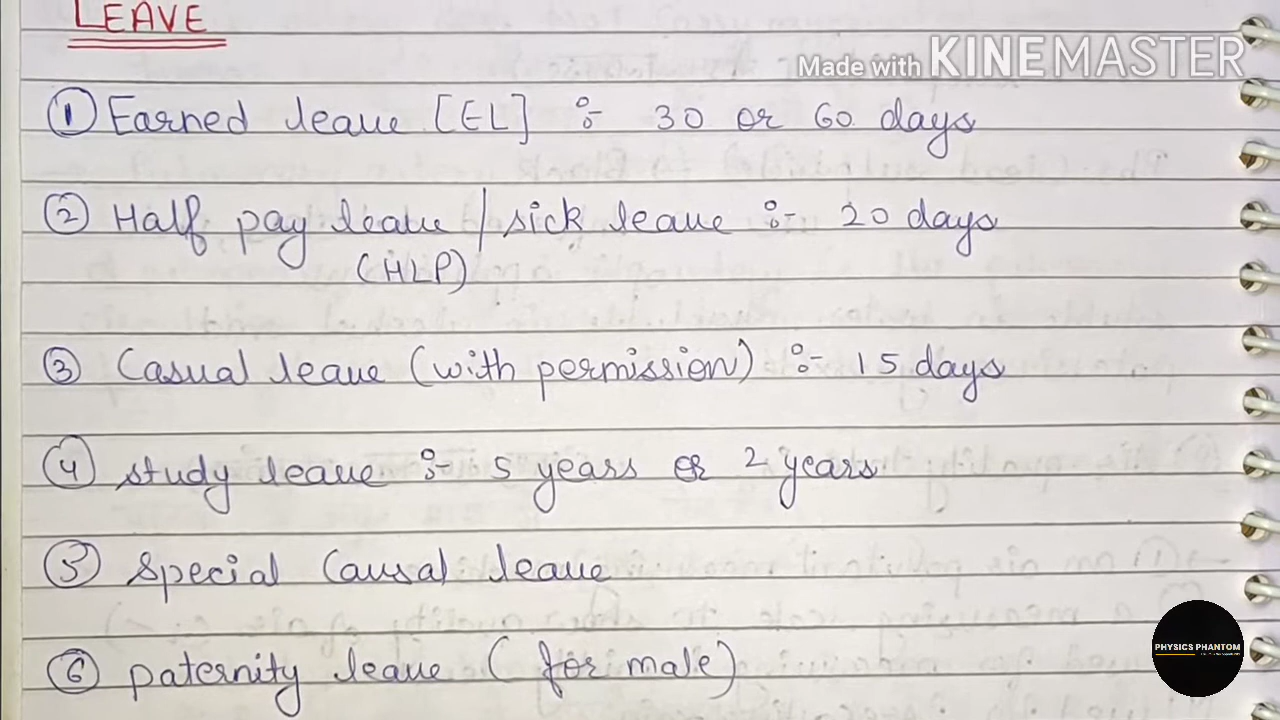 LEAVE
Made with KINEMASTER
① Earned leave [EL] :- 30 or 60 days
② Half pay leave / sick leave :- 20 days
(HLP)
③ Casual leave (with permission) :- 15 days
④ study leave :- 5 years or 2 years
⑤ special Causal leave
⑥ paternity leave ( for male)
PHYSICS PHANTOM